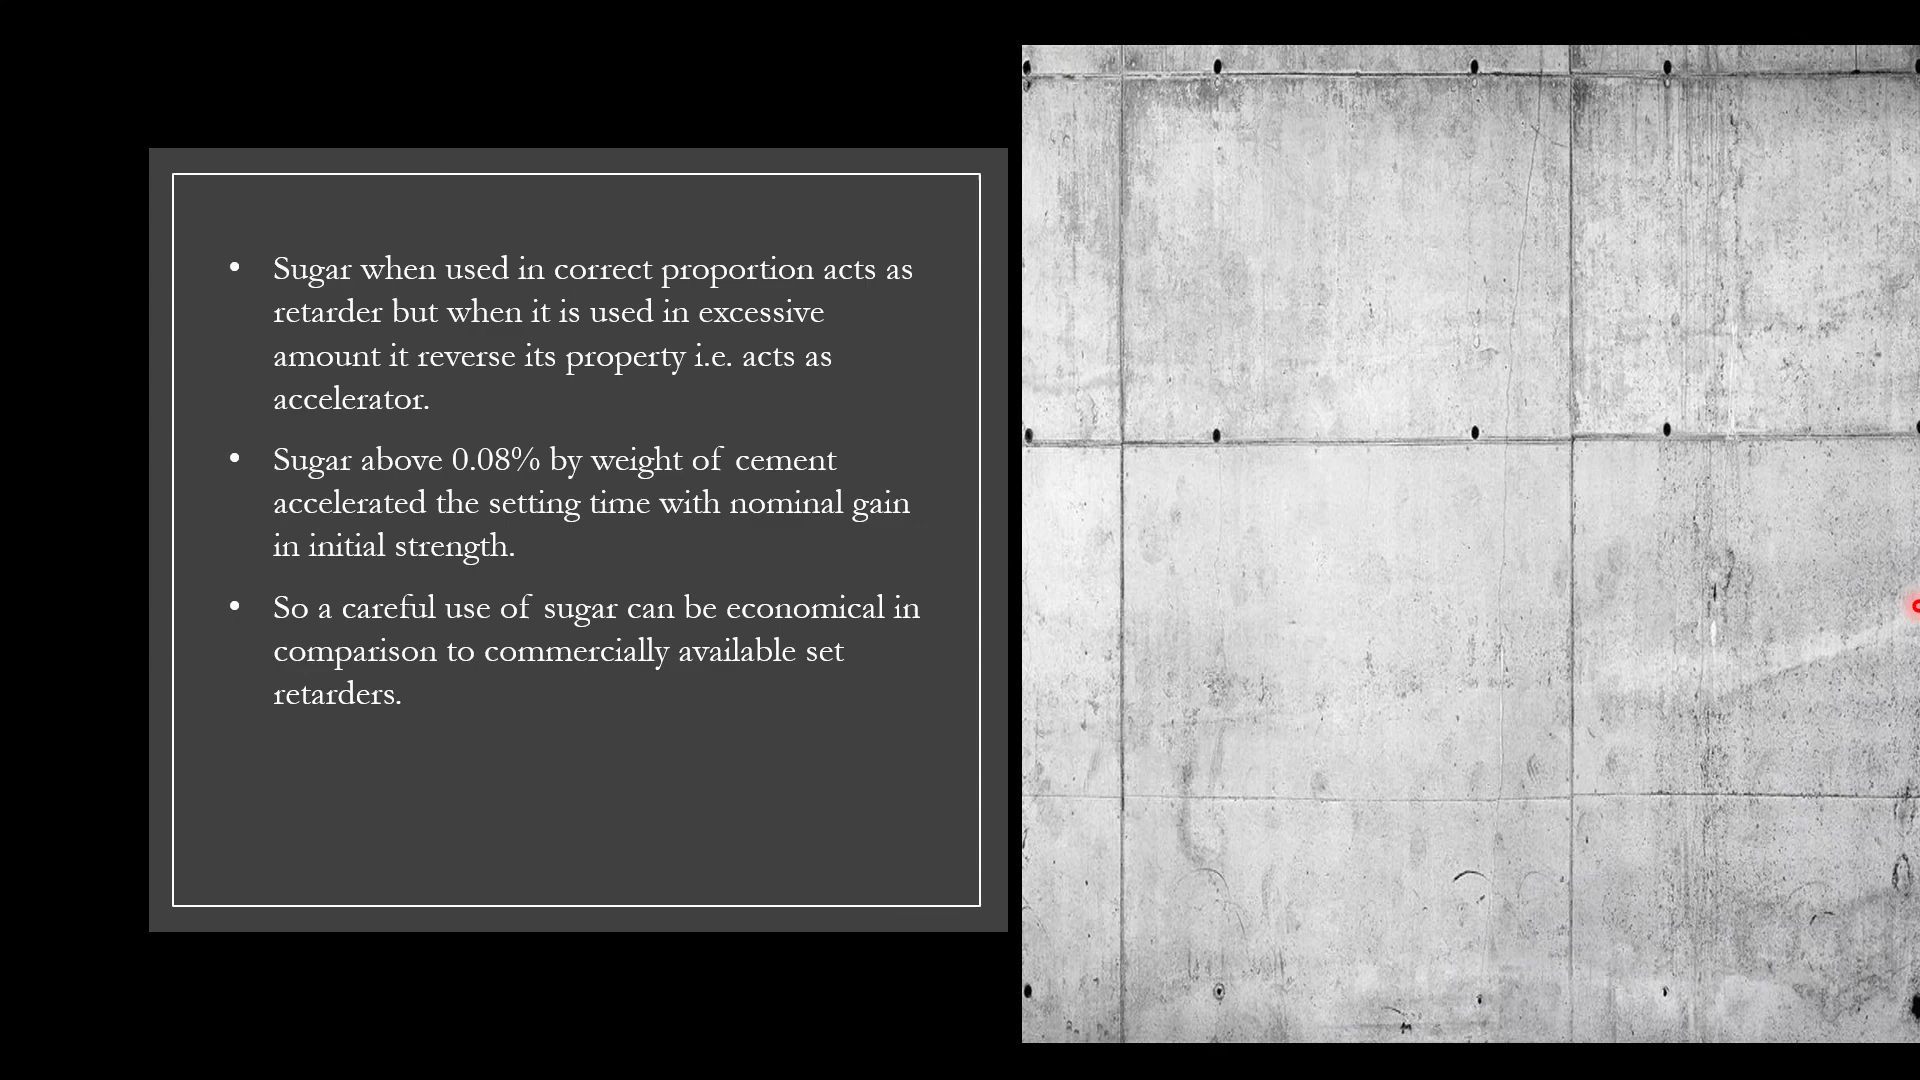 • Sugar when used in correct proportion acts as
retarder but when it is used in excessive
amount it reverse its property i.e. acts as
accelerator.
• Sugar above 0.08% by weight of cement
accelerated the setting time with nominal gain
in initial strength.
• So a careful use of sugar can be economical in
comparison to commercially available set
retarders.